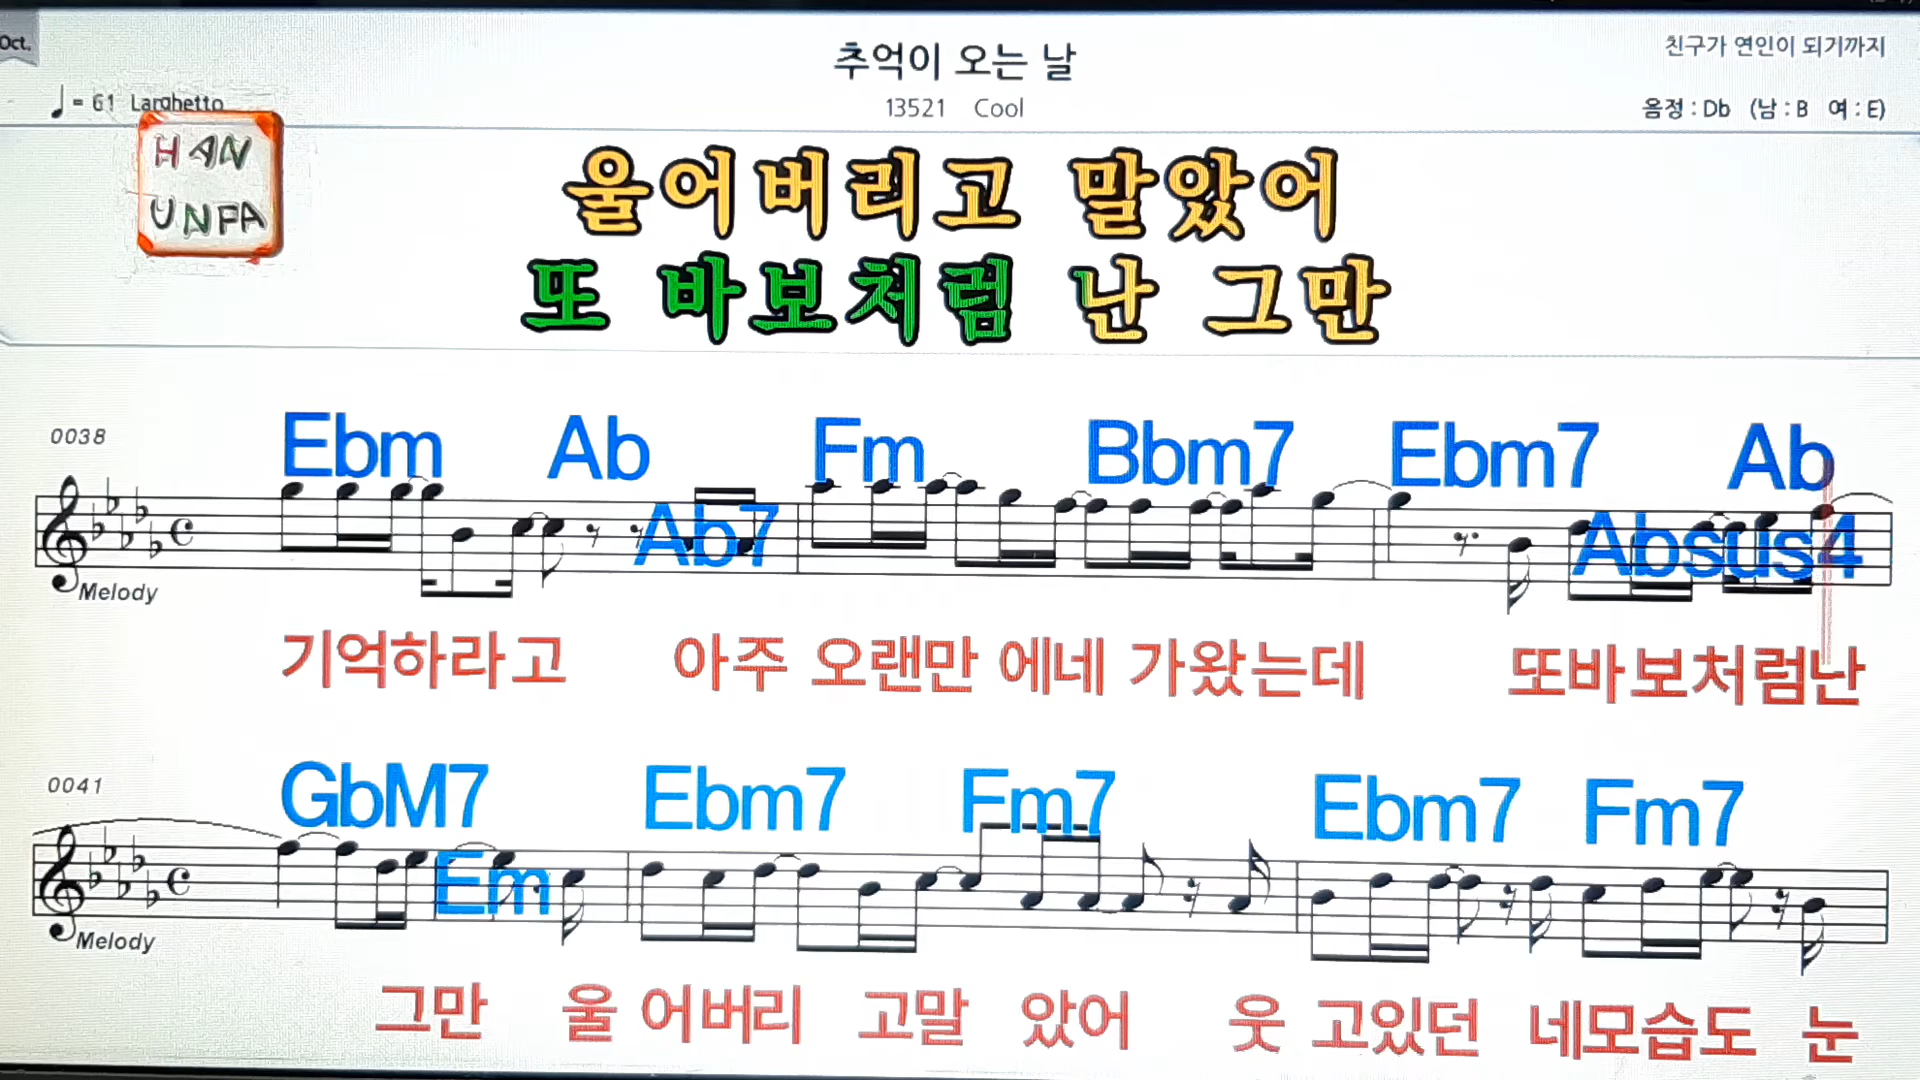 Oct.
추억이 오는 날
친구가 연인이 되기까지
= 61 Larghetto
13521 Cool
음정 : Db (남 : B 여 : E)
HAN
UNFA
울어버리고 말았어
또 바보처럼 난 그만
0038
Ebm Ab Fm Bbm7 Ebm7 Ab
Ab7 Absus4
Melody
기억하라고 아주 오랜만 에네 가왔는데 또바보처럼난
0041
GbM7 Ebm7 Fm7 Ebm7 Fm7
Em
Melody
그만 울 어버리 고말 았어 웃 고있던 네모습도 눈